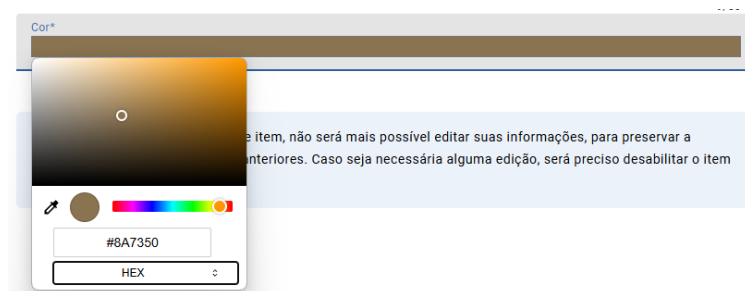 Cor*
e item, não será mais possível editar suas informações, para preservar a
anteriores. Caso seja necessária alguma edição, será preciso desabilitar o item
#8A7350
HEX